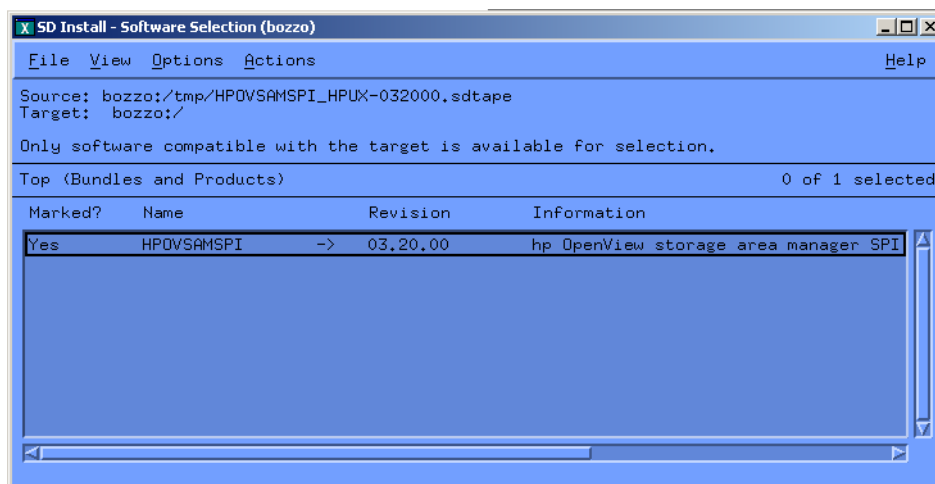 X SD Install - Software Selection (bozzo)
File View Options Actions Help
Source: bozzo:/tmp/HPOVSAMSPI_HPUX-032000.sdtape
Target: bozzo:/
Only software compatible with the target is available for selection.
Top (Bundles and Products) 0 of 1 selected
Marked? Name Revision Information
Yes HPOVSAMSPI -> 03.20.00 hp OpenView storage area manager SPI